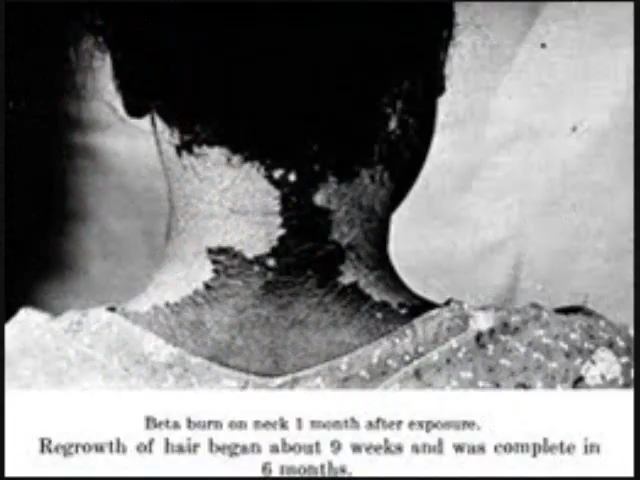 Beta burn on neck 1 month after exposure.
Regrowth of hair began about 9 weeks and was complete in
6 months.